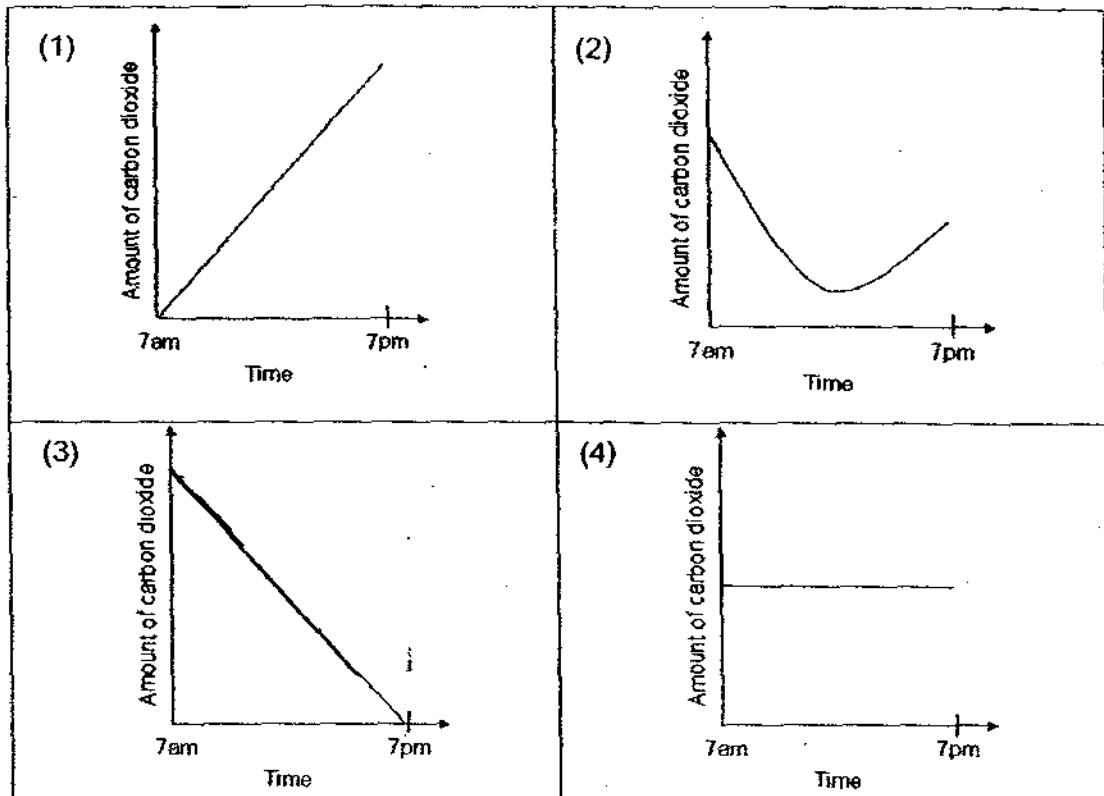 (1)
Amount of carbon dioxide
7am
7pm
Time
(2)
Amount of carbon dioxide
7am
7pm
Time
(3)
Amount of carbon dioxide
7am
7pm
Time
(4)
Amount of carbon dioxide
7am
7pm
Time